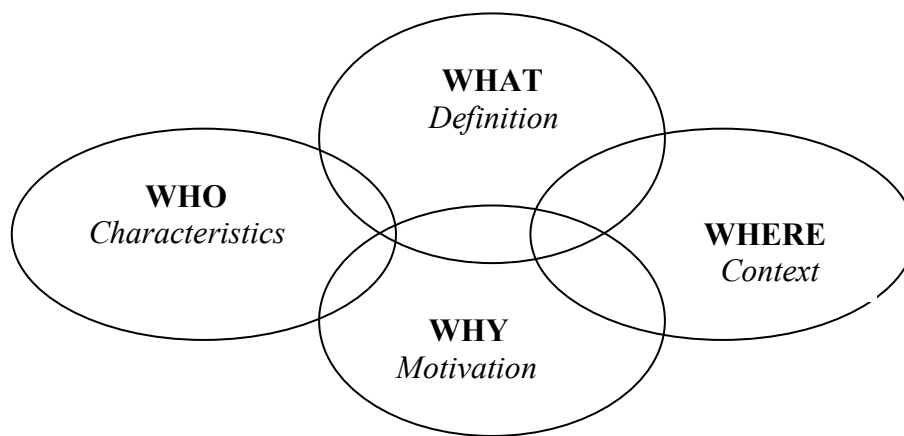 WHAT
Definition
WHO
Characteristics
WHERE
Context
WHY
Motivation